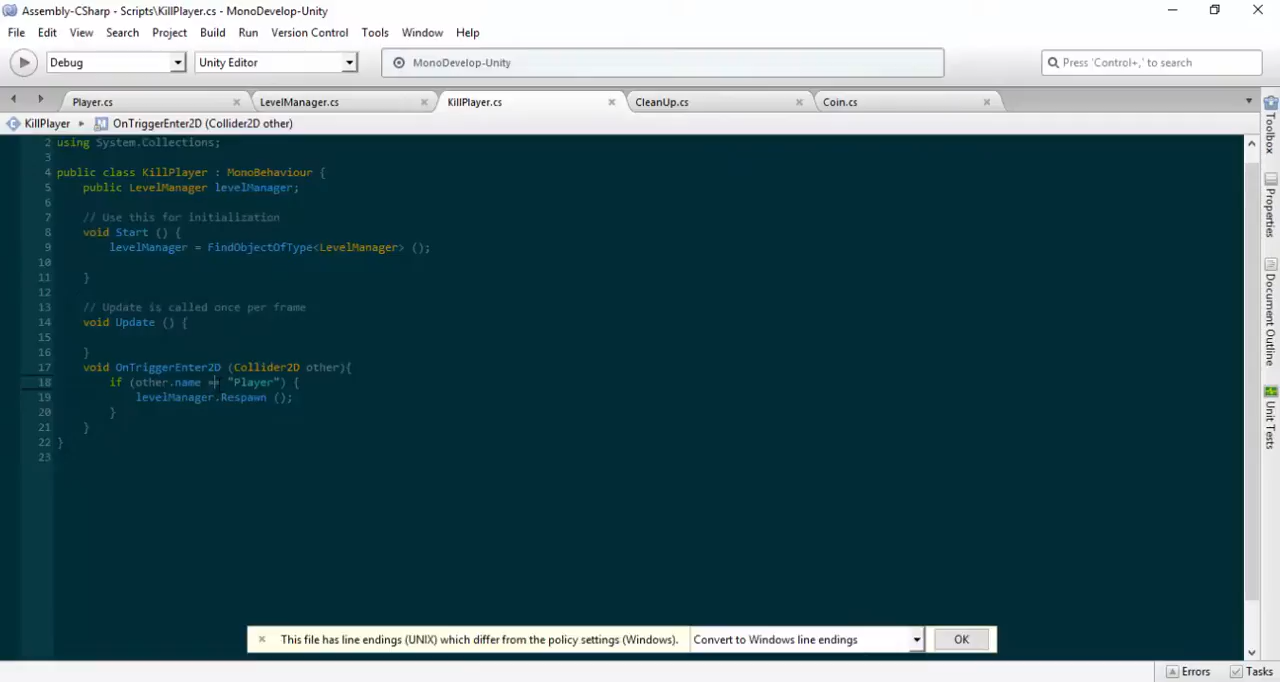 Assembly-CSharp - Scripts\KillPlayer.cs - MonoDevelop-Unity
File Edit View Search Project Build Run Version Control Tools Window Help
Debug Unity Editor MonoDevelop-Unity Press 'Control+,' to search
Player.cs LevelManager.cs KillPlayer.cs CleanUp.cs Coin.cs
KillPlayer OnTriggerEnter2D (Collider2D other)
2 using System.Collections;
3
4 public class KillPlayer : MonoBehaviour {
5 public LevelManager levelManager;
6
7 // Use this for initialization
8 void Start () {
9 levelManager = FindObjectOfType<LevelManager> ();
10
11 }
12
13 // Update is called once per frame
14 void Update () {
15
16 }
17 void OnTriggerEnter2D (Collider2D other){
18 if (other.name == "Player") {
19 levelManager.Respawn ();
20 }
21 }
22 }
23
Toolbox
Properties
Document Outline
Unit Tests
This file has line endings (UNIX) which differ from the policy settings (Windows). Convert to Windows line endings OK
Errors Tasks